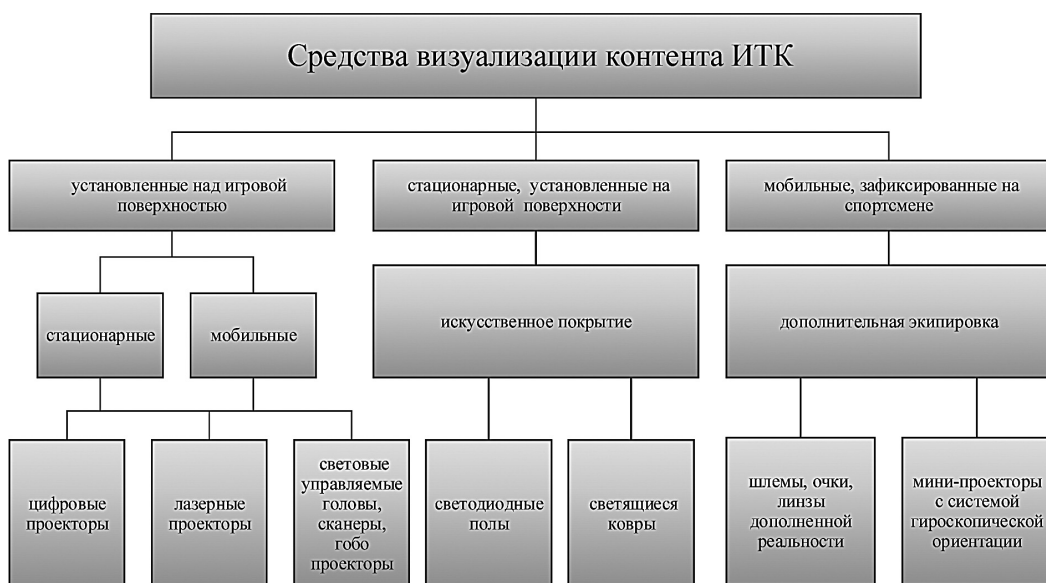 Средства визуализации контента ИТК
установленные над игровой
поверхностью
стационарные, установленные на
игровой поверхности
мобильные, зафиксированные на
спортсмене
стационарные
мобильные
искусственное покрытие
дополнительная экипировка
цифровые
проекторы
лазерные
проекторы
световые
управляемые
головы,
сканеры,
гобо
проекторы
светодиодные
полы
светящиеся
ковры
шлемы, очки,
линзы
дополненной
реальности
мини-проекторы
с системой
гироскопической
ориентации